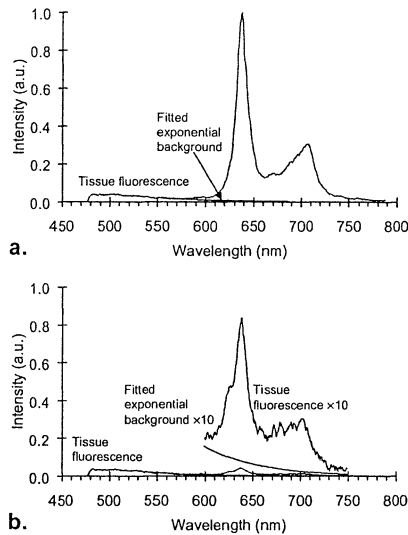 1.0
0.8
0.6
0.4
0.2
0.0
Intensity (a.u.)
Fitted
exponential
background
Tissue fluorescence
450 500 550 600 650 700 750 800
Wavelength (nm)
a.
1.0
0.8
0.6
0.4
0.2
0.0
Intensity (a.u.)
Fitted
exponential
background ×10
Tissue
fluorescence ×10
Tissue
fluorescence
450 500 550 600 650 700 750 800
Wavelength (nm)
b.